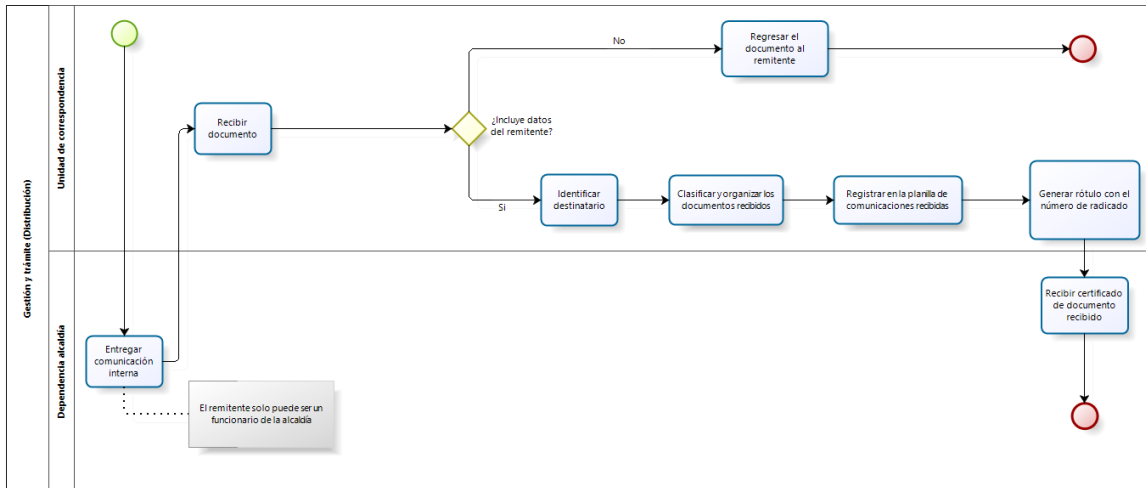 Gestión y trámite (Distribución)
Unidad de correspondencia
Dependencia alcaldía
No
Regresar el
documento al
remitente
Recibir
documento
¿Incluye datos
del remitente?
Si
Identificar
destinatario
Clasificar y organizar los
documentos recibidos
Registrar en la planilla de
comunicaciones recibidas
Generar rótulo con el
número de radicado
Recibir certificado
de documento
recibido
Entregar
comunicación
interna
El remitente solo puede ser un
funcionario de la alcaldía